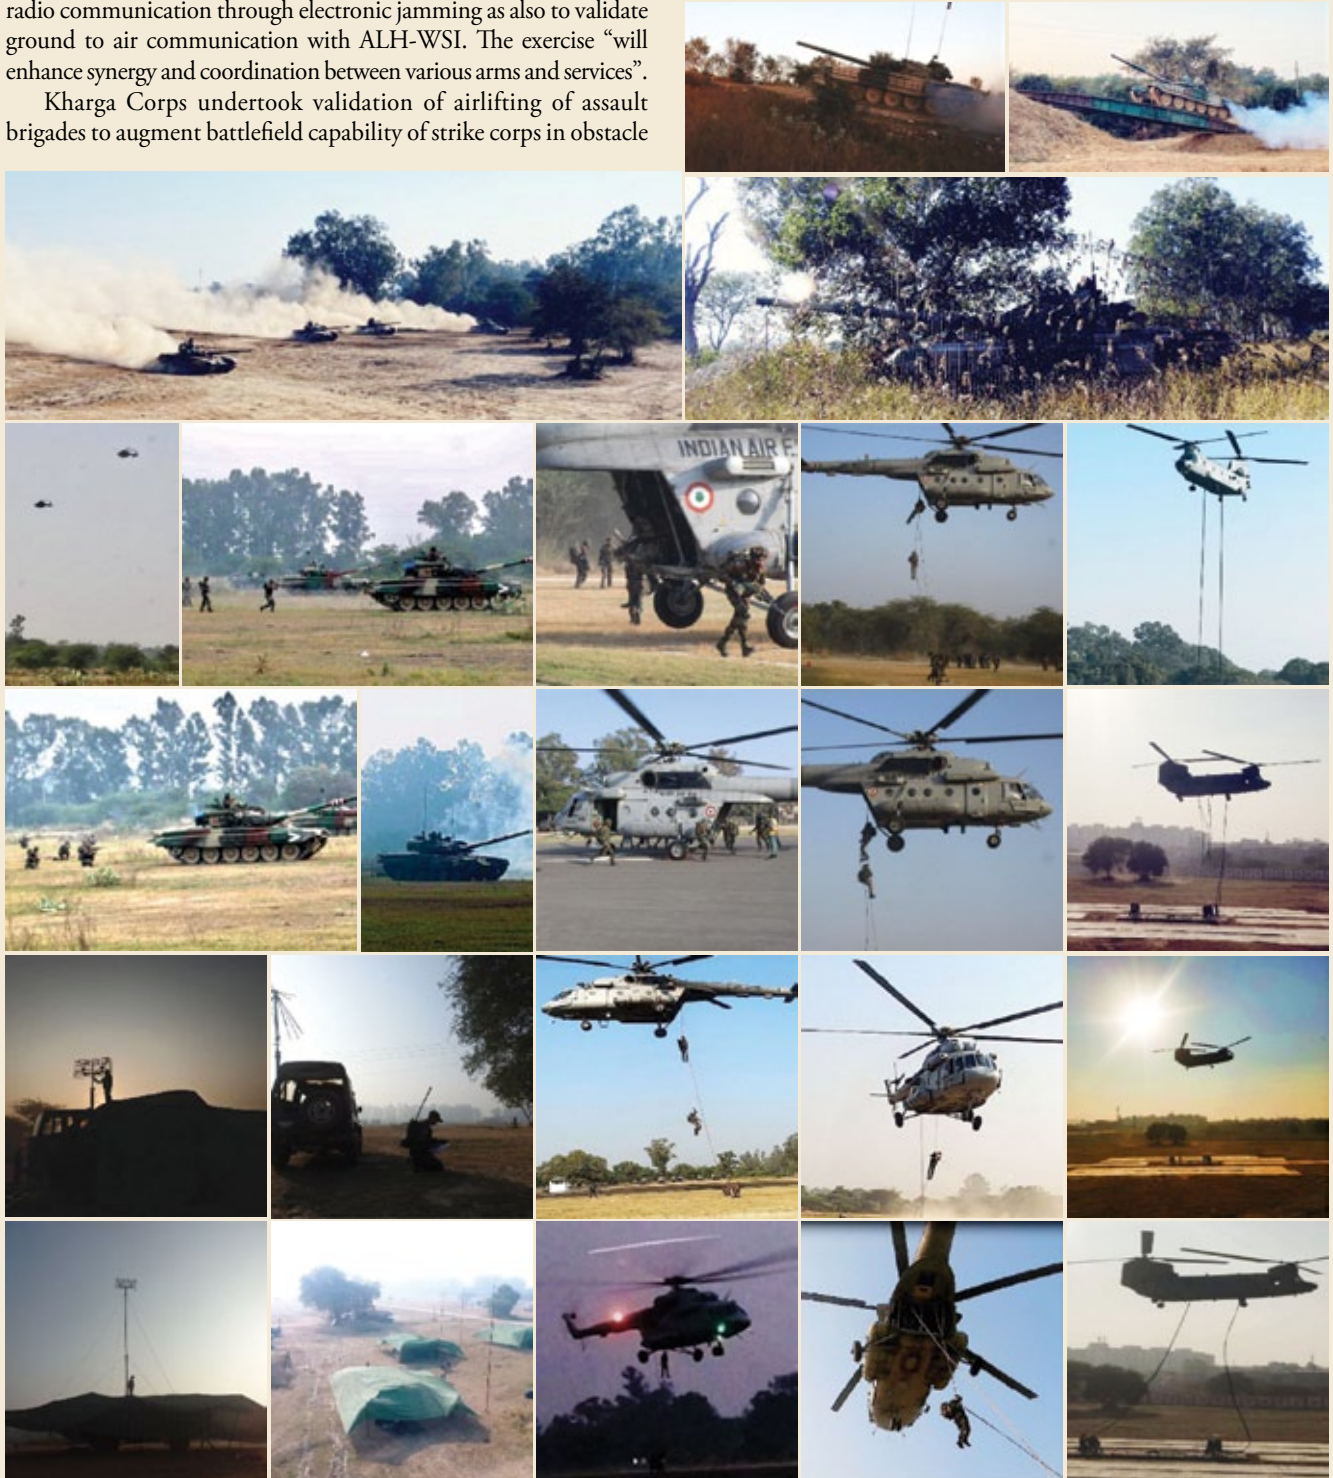 radio communication through electronic jamming as also to validate
ground to air communication with ALH-WSI. The exercise “will
enhance synergy and coordination between various arms and services”.
Kharga Corps undertook validation of airlifting of assault
brigades to augment battlefield capability of strike corps in obstacle
INDIAN AIR F